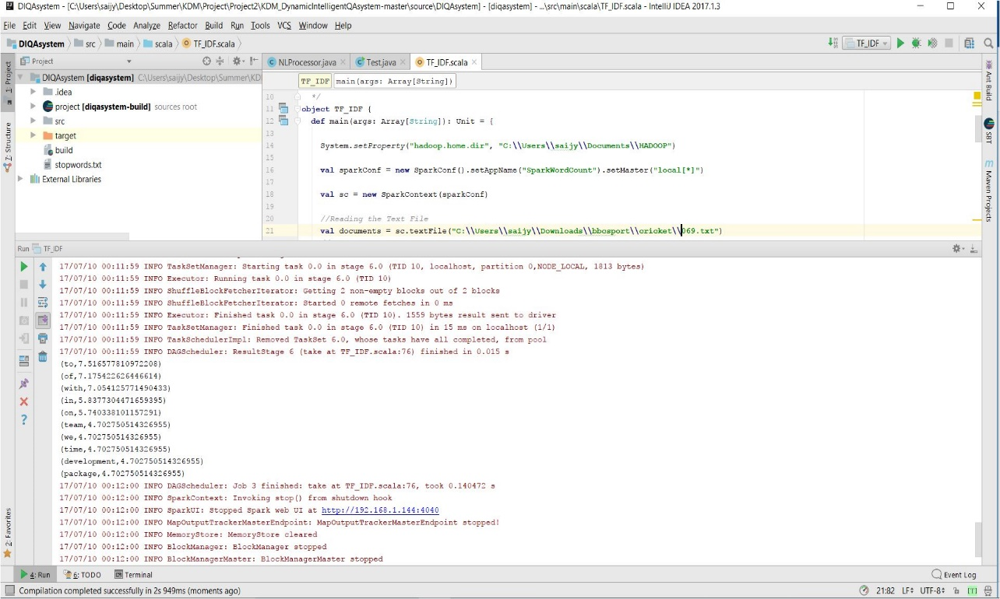 DIQAsystem - [C:\Users\saijy\Desktop\Summer\KDM\Project\Project2\KDM_DynamicIntelligentQAsystem-master\source\DIQAsystem] - [diqasystem] - ...\src\main\scala\TF_IDF.scala - IntelliJ IDEA 2017.1.3
File Edit View Navigate Code Analyze Refactor Build Run Tools VCS Window Help
DIQAsystem src main scala TF_IDF.scala TF_IDF
Project NLProcessor.java Test.java TF_IDF.scala
1: Project
Z: Structure
2: Favorites
Ant Build
SBT
Maven Projects
DIQAsystem [diqasystem] C:\Users\saijy\Desktop\Summer\KD
.idea
project [diqasystem-build] sources root
src
target
build
stopwords.txt
External Libraries
TF_IDF main(args: Array[String])
10 */
11 object TF_IDF {
12 def main(args: Array[String]): Unit = {
13
14 System.setProperty("hadoop.home.dir", "C:\\Users\\saijy\\Documents\\HADOOP")
15
16 val sparkConf = new SparkConf().setAppName("SparkWordCount").setMaster("local[*]")
17
18 val sc = new SparkContext(sparkConf)
19
20 //Reading the Text File
21 val documents = sc.textFile("C:\\Users\\saijy\\Downloads\\bbcsport\\cricket\\069.txt")
Run TF_IDF
17/07/10 00:11:59 INFO TaskSetManager: Starting task 0.0 in stage 6.0 (TID 10, localhost, partition 0,NODE_LOCAL, 1813 bytes)
17/07/10 00:11:59 INFO Executor: Running task 0.0 in stage 6.0 (TID 10)
17/07/10 00:11:59 INFO ShuffleBlockFetcherIterator: Getting 2 non-empty blocks out of 2 blocks
17/07/10 00:11:59 INFO ShuffleBlockFetcherIterator: Started 0 remote fetches in 0 ms
17/07/10 00:11:59 INFO Executor: Finished task 0.0 in stage 6.0 (TID 10). 1559 bytes result sent to driver
17/07/10 00:11:59 INFO TaskSetManager: Finished task 0.0 in stage 6.0 (TID 10) in 15 ms on localhost (1/1)
17/07/10 00:11:59 INFO TaskSchedulerImpl: Removed TaskSet 6.0, whose tasks have all completed, from pool
17/07/10 00:11:59 INFO DAGScheduler: ResultStage 6 (take at TF_IDF.scala:76) finished in 0.015 s
(to,7.516577810972208)
(of,7.175422626446614)
(with,7.054125771490433)
(in,5.8377304471659395)
(on,5.740338101157291)
(team,4.702750514326955)
(we,4.702750514326955)
(time,4.702750514326955)
(development,4.702750514326955)
(package,4.702750514326955)
17/07/10 00:12:00 INFO DAGScheduler: Job 3 finished: take at TF_IDF.scala:76, took 0.140472 s
17/07/10 00:12:00 INFO SparkContext: Invoking stop() from shutdown hook
17/07/10 00:12:00 INFO SparkUI: Stopped Spark web UI at http://192.168.1.144:4040
17/07/10 00:12:00 INFO MapOutputTrackerMasterEndpoint: MapOutputTrackerMasterEndpoint stopped!
17/07/10 00:12:00 INFO MemoryStore: MemoryStore cleared
17/07/10 00:12:00 INFO BlockManager: BlockManager stopped
17/07/10 00:12:00 INFO BlockManagerMaster: BlockManagerMaster stopped
4: Run 6: TODO Terminal Event Log
Compilation completed successfully in 2s 949ms (moments ago) 21:82 LF UTF-8 [T]